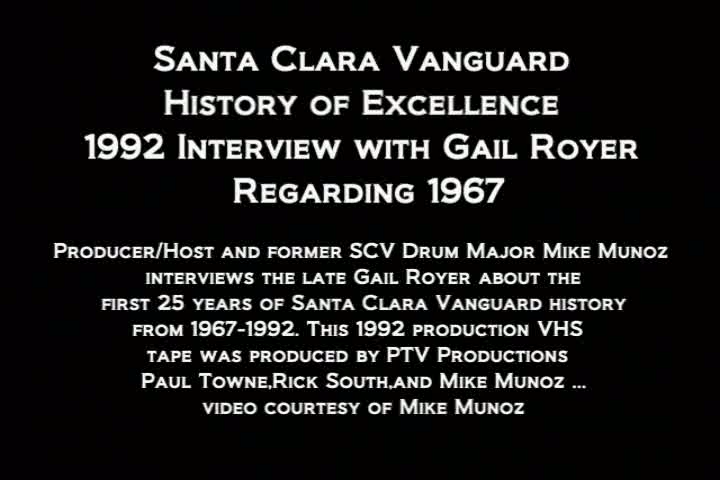 Santa Clara Vanguard
History of Excellence
1992 Interview with Gail Royer
Regarding 1967
Producer/Host and former SCV Drum Major Mike Munoz
interviews the late Gail Royer about the
first 25 years of Santa Clara Vanguard history
from 1967-1992. This 1992 production VHS
tape was produced by PTV Productions
Paul Towne,Rick South,and Mike Munoz ...
video courtesy of Mike Munoz